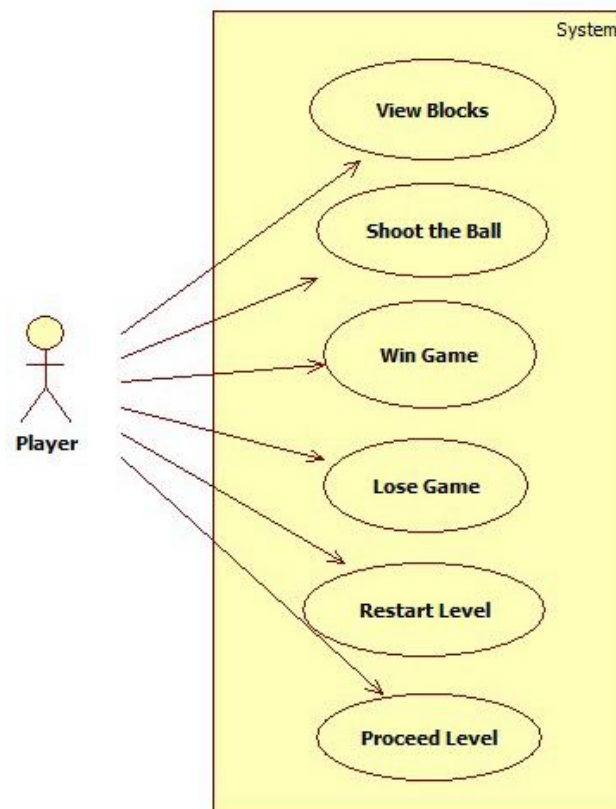 System
View Blocks
Shoot the Ball
Win Game
Lose Game
Player
Restart Level
Proceed Level